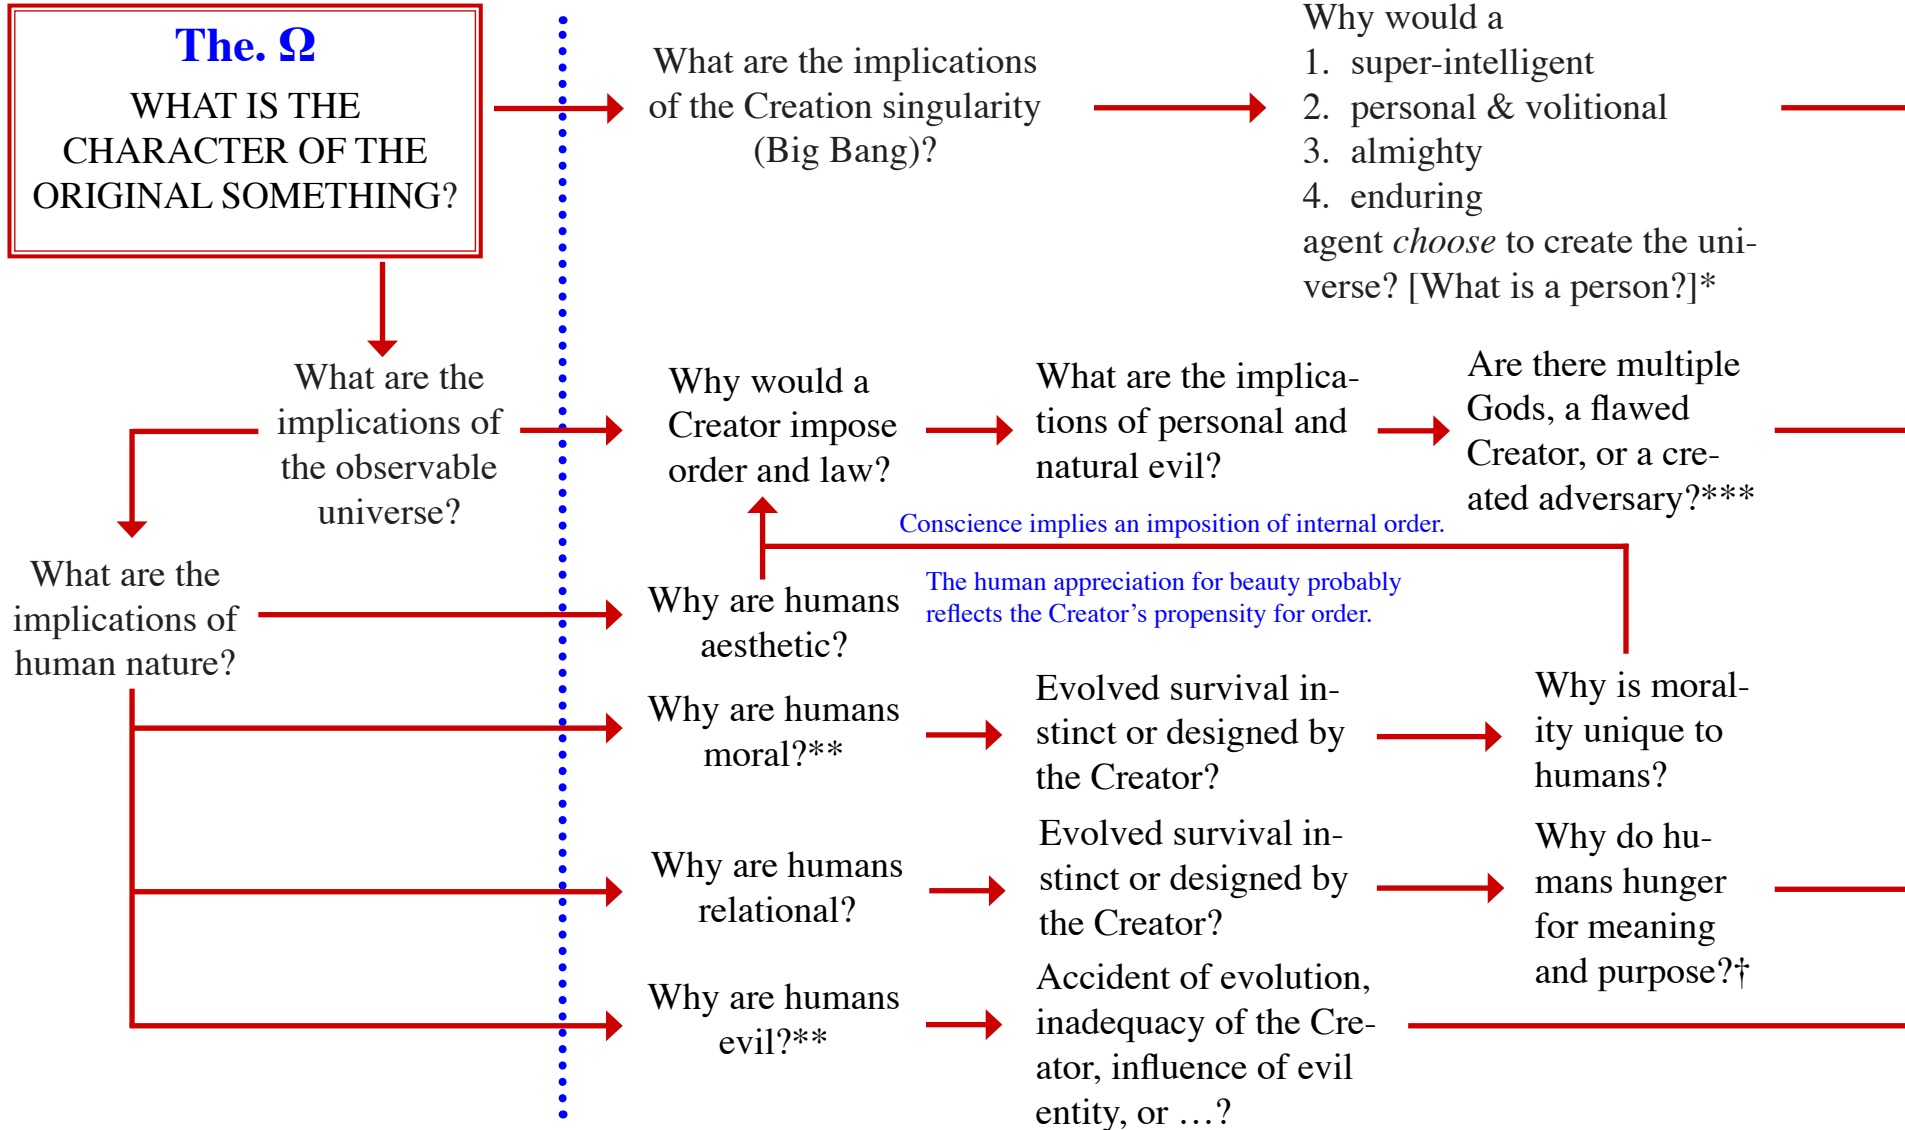 The. Ω
WHAT IS THE
CHARACTER OF THE
ORIGINAL SOMETHING?
What are the implications
of the Creation singularity
(Big Bang)?
Why would a
1. super-intelligent
2. personal & volitional
3. almighty
4. enduring
agent choose to create the uni-
verse? [What is a person?]*
What are the
implications of
the observable
universe?
Why would a
Creator impose
order and law?
What are the implica-
tions of personal and
natural evil?
Are there multiple
Gods, a flawed
Creator, or a cre-
ated adversary?***
Conscience implies an imposition of internal order.
The human appreciation for beauty probably
reflects the Creator’s propensity for order.
What are the
implications of
human nature?
Why are humans
aesthetic?
Why are humans
moral?**
Evolved survival in-
stinct or designed by
the Creator?
Why is moral-
ity unique to
humans?
Why are humans
relational?
Evolved survival in-
stinct or designed by
the Creator?
Why do hu-
mans hunger
for meaning
and purpose?†
Why are humans
evil?**
Accident of evolution,
inadequacy of the Cre-
ator, influence of evil
entity, or …?